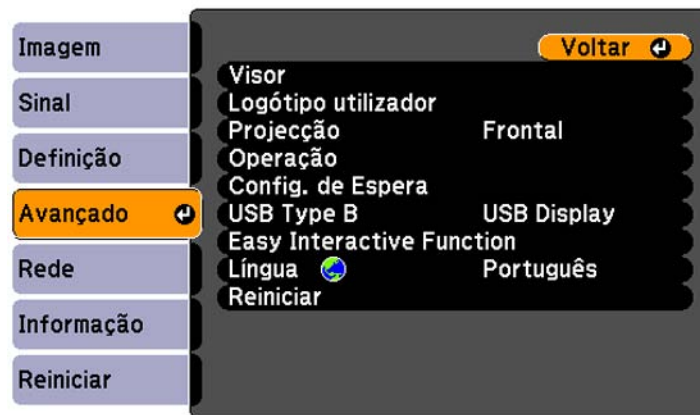 Imagem
Sinal
Definição
Avançado
Rede
Informação
Reiniciar
Voltar
Visor
Logótipo utilizador
Projecção Frontal
Operação
Config. de Espera
USB Type B USB Display
Easy Interactive Function
Língua Português
Reiniciar